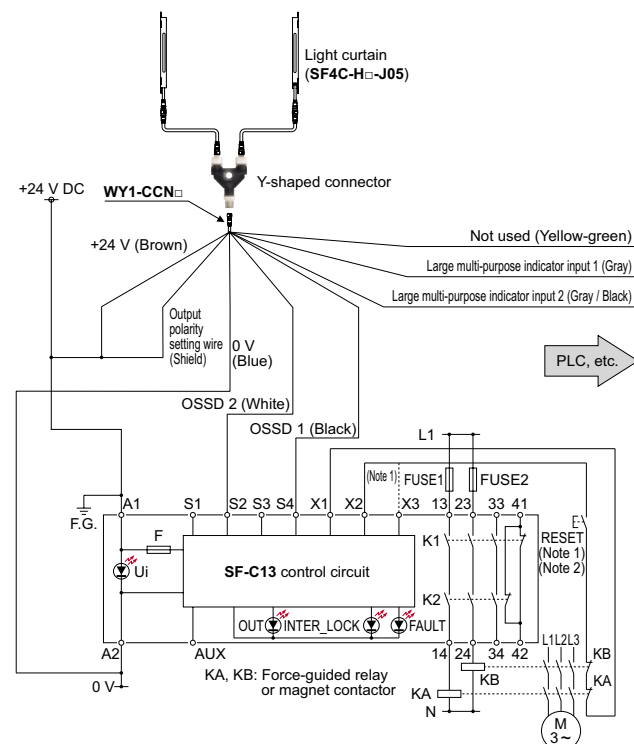 Light curtain
(SF4C-H□-J05)
Y-shaped connector
+24 V DC
WY1-CCN□
+24 V (Brown)
Not used (Yellow-green)
Large multi-purpose indicator input 1 (Gray)
Large multi-purpose indicator input 2 (Gray / Black)
Output
polarity
setting wire
(Shield)
0 V
(Blue)
PLC, etc.
OSSD 2 (White)
OSSD 1 (Black)
L1
(Note 1)
FUSE1
FUSE2
F.G.
A1
S1
S2
S3
S4
X1
X2
X3
13
23
33
41
F
Ui
SF-C13 control circuit
K1
RESET
(Note 1)
(Note 2)
K2
OUT
INTER_LOCK
FAULT
A2
AUX
14
24
34
42
L1L2L3
KB
KA, KB: Force-guided relay
or magnet contactor
KB
KA
KA
0 V
N
M
3~